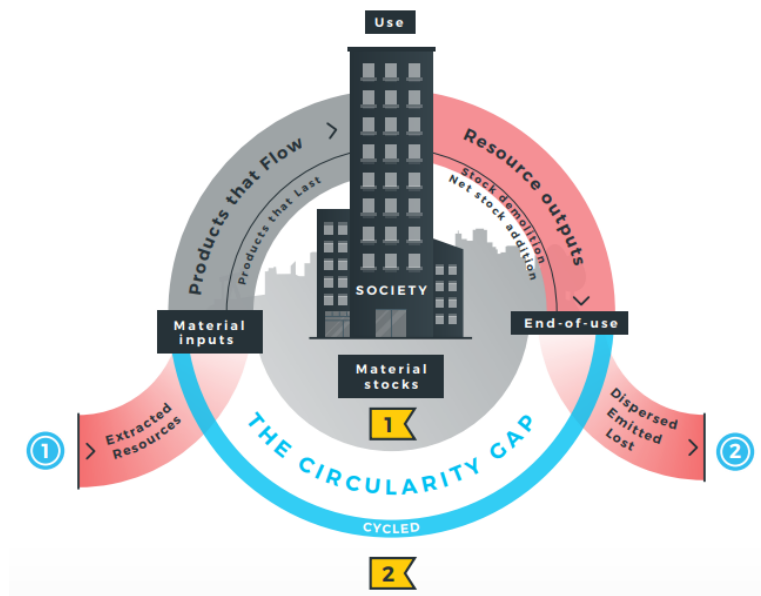 Use
Products that Flow
Products that Last
Resource outputs
Stock demolition
Net stock addition
SOCIETY
Material
inputs
End-of-use
Material
stocks
1
Extracted
Resources
1
Dispersed
Emitted
Lost
2
THE CIRCULARITY GAP
CYCLED
2